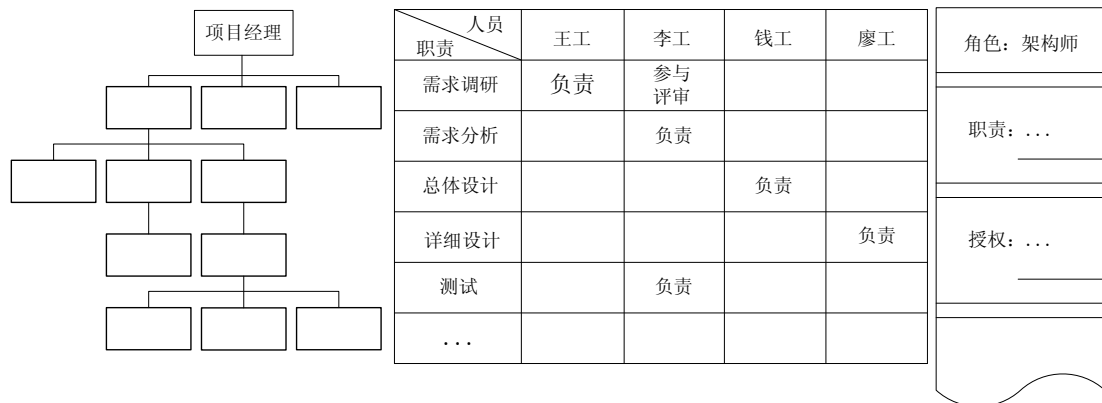 项目经理
人员
职责
王工
李工
钱工
廖工
需求调研
负责
参与
评审
需求分析
负责
总体设计
负责
详细设计
负责
测试
负责
...
角色: 架构师
职责: ...
授权: ...